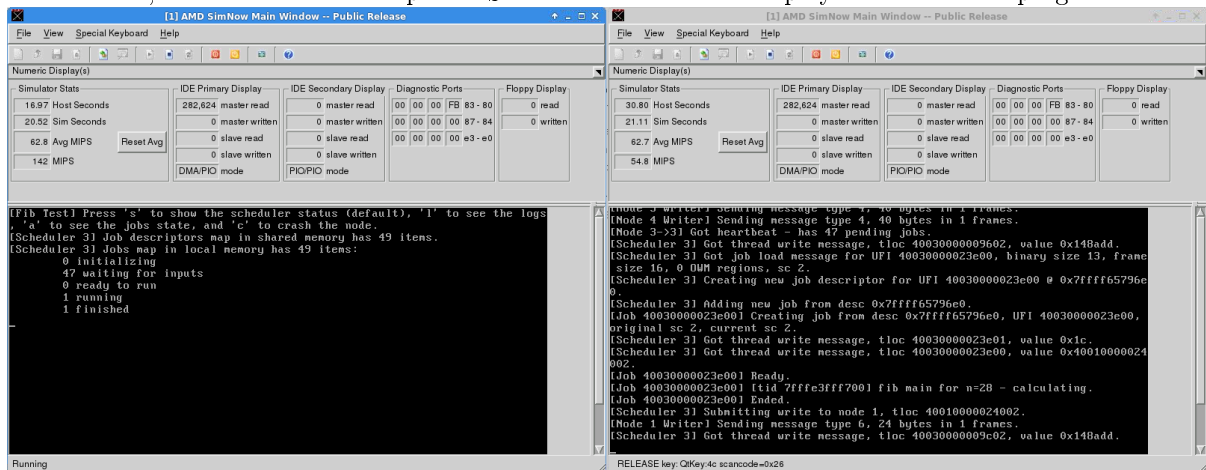 [1] AMD SimNow Main Window -- Public Release
File View Special Keyboard Help
Numeric Display(s)
Simulator Stats
16.97 Host Seconds
20.52 Sim Seconds
62.8 Avg MIPS Reset Avg
142 MIPS
IDE Primary Display
282,624 master read
0 master written
0 slave read
0 slave written
DMA/PIO mode
IDE Secondary Display
0 master read
0 master written
0 slave read
0 slave written
PIO/PIO mode
Diagnostic Ports
00 00 00 FB 83 - 80
00 00 00 00 87 - 84
00 00 00 00 e3 - e0
Floppy Display
0 read
0 written
[Fib Test] Press 's' to show the scheduler status (default), 'l' to see the logs
, 'a' to see the jobs state, and 'c' to crash the node.
[Scheduler 3] Job descriptors map in shared memory has 49 items.
[Scheduler 3] Jobs map in local memory has 49 items:
0 initializing
47 waiting for inputs
0 ready to run
1 running
1 finished
Running
[1] AMD SimNow Main Window -- Public Release
File View Special Keyboard Help
Numeric Display(s)
Simulator Stats
30.80 Host Seconds
21.11 Sim Seconds
62.7 Avg MIPS Reset Avg
54.8 MIPS
IDE Primary Display
282,624 master read
0 master written
0 slave read
0 slave written
DMA/PIO mode
IDE Secondary Display
0 master read
0 master written
0 slave read
0 slave written
PIO/PIO mode
Diagnostic Ports
00 00 00 FB 83 - 80
00 00 00 00 87 - 84
00 00 00 00 e3 - e0
Floppy Display
0 read
0 written
[Node 3 Writer] Sending message type 4, 40 bytes in 1 frames.
[Node 4 Writer] Sending message type 4, 40 bytes in 1 frames.
[Node 3->3] Got heartbeat - has 47 pending jobs.
[Scheduler 3] Got thread write message, tloc 40030000009602, value 0x148add.
[Scheduler 3] Got job load message for UFI 40030000023e00, binary size 13, frame
size 16, 0 OWM regions, sc 2.
[Scheduler 3] Creating new job descriptor for UFI 40030000023e00 @ 0x7ffff65796e
0.
[Scheduler 3] Adding new job from desc 0x7ffff65796e0.
[Job 40030000023e00] Creating job from desc 0x7ffff65796e0, UFI 40030000023e00,
original sc 2, current sc 2.
[Scheduler 3] Got thread write message, tloc 40030000023e01, value 0x1c.
[Scheduler 3] Got thread write message, tloc 40030000023e00, value 0x40010000024
002.
[Job 40030000023e00] Ready.
[Job 40030000023e00] [tid 7fffe3fff700] fib main for n=28 - calculating.
[Job 40030000023e00] Ended.
[Scheduler 3] Submitting write to node 1, tloc 40010000024002.
[Node 1 Writer] Sending message type 6, 24 bytes in 1 frames.
[Scheduler 3] Got thread write message, tloc 40030000009c02, value 0x148add.
RELEASE key: QtKey:4c scancode=0x26